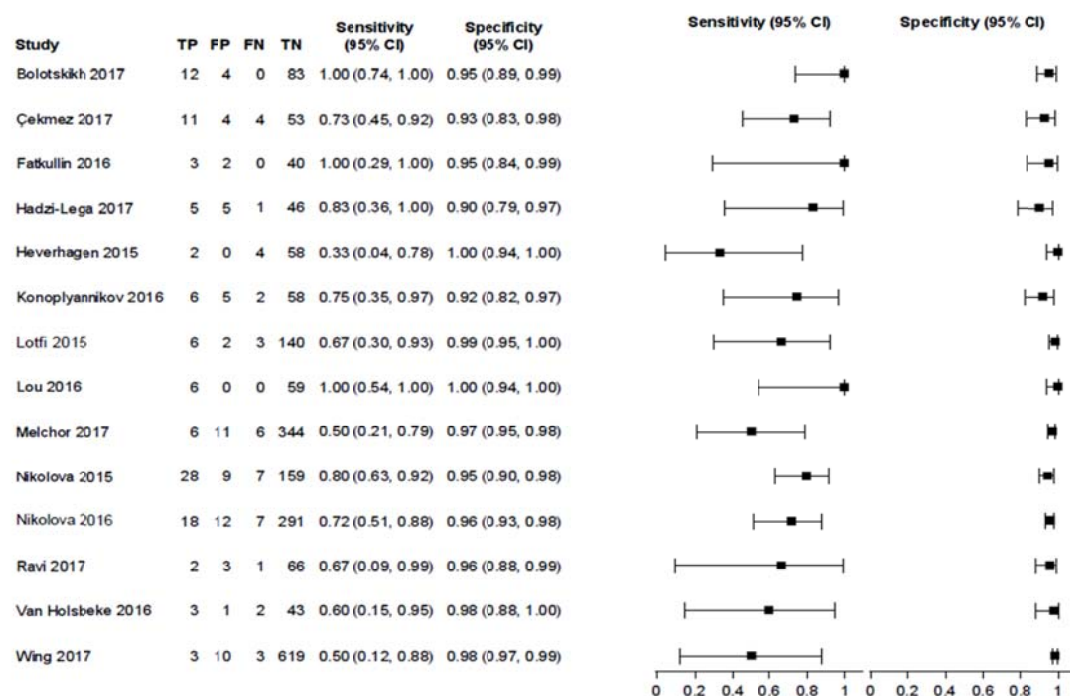 Sensitivity (95% CI) Specificity (95% CI)
Sensitivity Specificity
Study TP FP FN TN (95% CI) (95% CI)
Bolotskikh 2017 12 4 0 83 1.00 (0.74, 1.00) 0.95 (0.89, 0.99)
Çekmez 2017 11 4 4 53 0.73 (0.45, 0.92) 0.93 (0.83, 0.98)
Fatkullin 2016 3 2 0 40 1.00 (0.29, 1.00) 0.95 (0.84, 0.99)
Hadzi-Lega 2017 5 5 1 46 0.83 (0.36, 1.00) 0.90 (0.79, 0.97)
Heverhagen 2015 2 0 4 58 0.33 (0.04, 0.78) 1.00 (0.94, 1.00)
Konoplyannikov 2016 6 5 2 58 0.75 (0.35, 0.97) 0.92 (0.82, 0.97)
Lotfi 2015 6 2 3 140 0.67 (0.30, 0.93) 0.99 (0.95, 1.00)
Lou 2016 6 0 0 59 1.00 (0.54, 1.00) 1.00 (0.94, 1.00)
Melchor 2017 6 11 6 344 0.50 (0.21, 0.79) 0.97 (0.95, 0.98)
Nikolova 2015 28 9 7 159 0.80 (0.63, 0.92) 0.95 (0.90, 0.98)
Nikolova 2016 18 12 7 291 0.72 (0.51, 0.88) 0.96 (0.93, 0.98)
Ravi 2017 2 3 1 66 0.67 (0.09, 0.99) 0.96 (0.88, 0.99)
Van Holsbeke 2016 3 1 2 43 0.60 (0.15, 0.95) 0.98 (0.88, 1.00)
Wing 2017 3 10 3 619 0.50 (0.12, 0.88) 0.98 (0.97, 0.99)
0 0.2 0.4 0.6 0.8 1 0 0.2 0.4 0.6 0.8 1